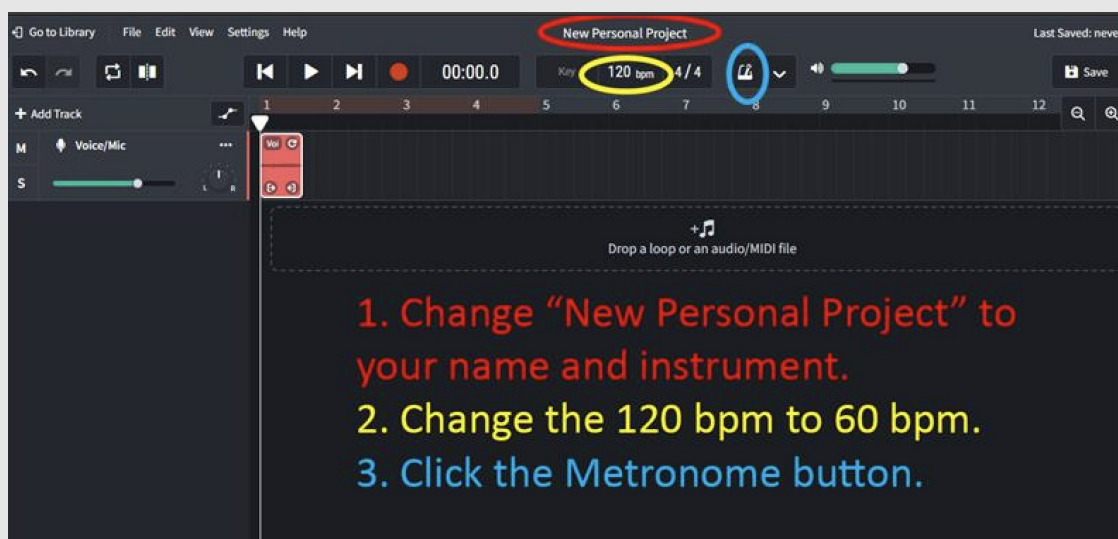 Go to Library File Edit View Settings Help New Personal Project Last Saved: neve
00:00.0 Key 120 bpm 4 / 4 Save
+ Add Track 1 2 3 4 5 6 7 8 9 10 11 12
M Voice/Mic ... Voi
S L R
Drop a loop or an audio/MIDI file
1. Change “New Personal Project” to
your name and instrument.
2. Change the 120 bpm to 60 bpm.
3. Click the Metronome button.